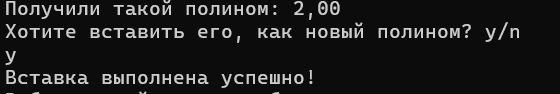 Получили такой полином: 2,00
Хотите вставить его, как новый полином? y/n
y
Вставка выполнена успешно!